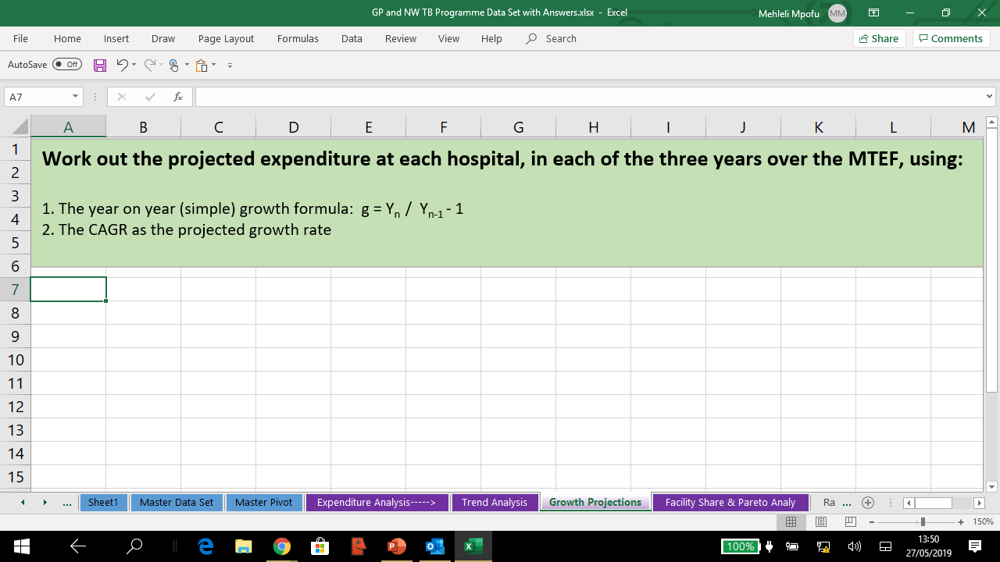 GP and NW TB Programme Data Set with Answers.xlsx - Excel
Mehleli Mpofu MM
File Home Insert Draw Page Layout Formulas Data Review View Help Search Share Comments
AutoSave Off
A7 fx
A B C D E F G H I J K L M
1
2
3
4
5
6
7
8
9
10
11
12
13
14
15
Work out the projected expenditure at each hospital, in each of the three years over the MTEF, using:
1. The year on year (simple) growth formula: g = Yn / Yn-1 - 1
2. The CAGR as the projected growth rate
... Sheet1 Master Data Set Master Pivot Expenditure Analysis-----> Trend Analysis Growth Projections Facility Share & Pareto Analy Ra ...
- + 150%
100% 13:50
27/05/2019